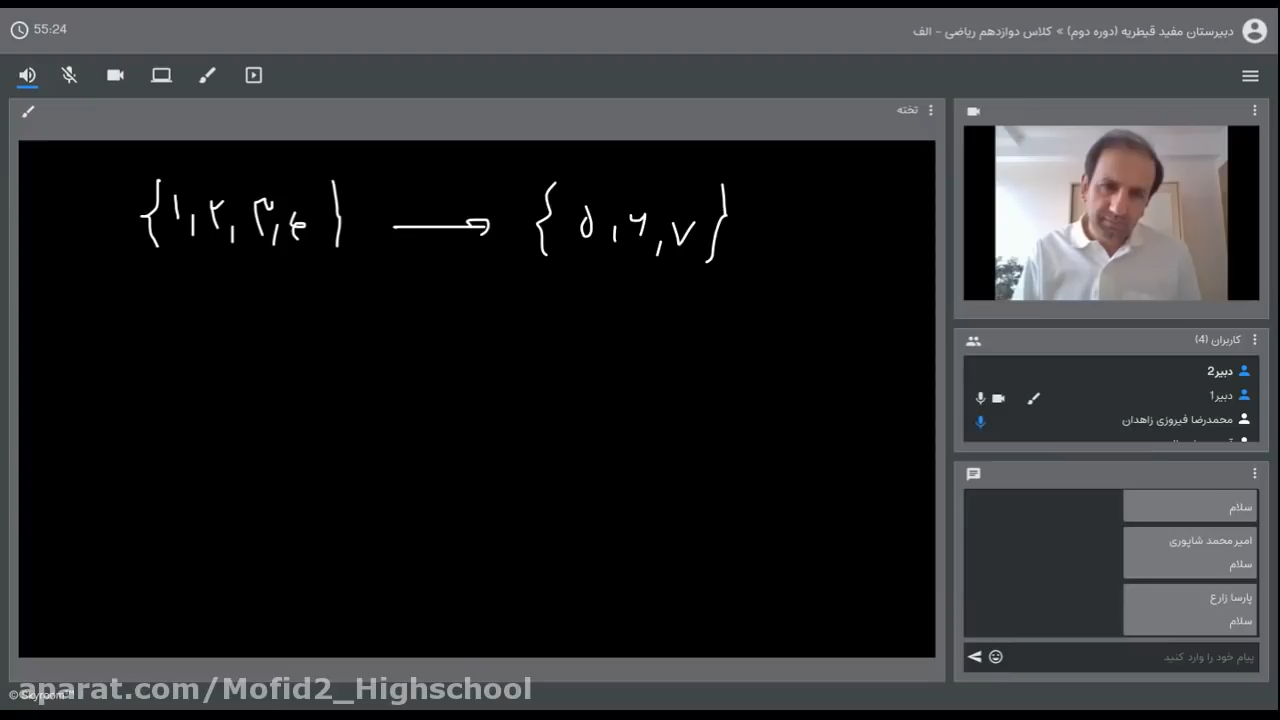 55:24
دبیرستان مفید قیطریه (دوره دوم) » کلاس دوازدهم ریاضی - الف
تخته
{۱,۲,۳,۴} → {۵,۶,۷}
کاربران (4)
دبیر2
دبیر1
محمدرضا فیروزی زاهدان
سلام
امیر محمد شاپوری
سلام
پارسا زارع
سلام
پیام خود را وارد کنید.
aparat.com/Mofid2_Highschool